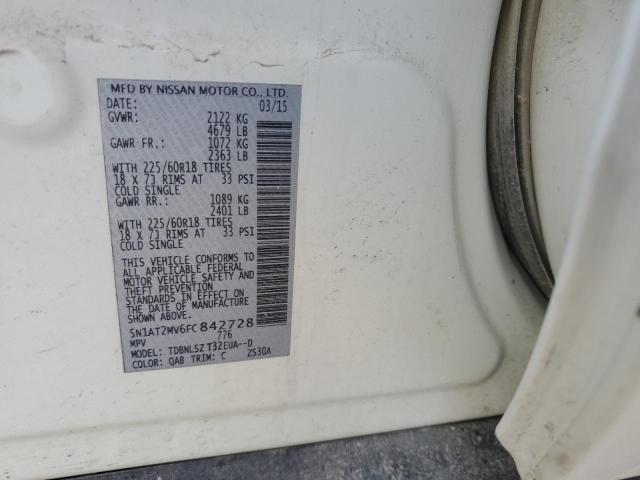 MFD BY NISSAN MOTOR CO., LTD.
DATE: 03/15
GVWR: 2122 KG
4679 LB
GAWR FR.: 1072 KG
2363 LB
WITH 225/60R18 TIRES
18 X 7J RIMS AT 33 PSI
COLD SINGLE
GAWR RR.: 1089 KG
2401 LB
WITH 225/60R18 TIRES
18 X 7J RIMS AT 33 PSI
COLD SINGLE
THIS VEHICLE CONFORMS TO
ALL APPLICABLE FEDERAL
MOTOR VEHICLE SAFETY AND
THEFT PREVENTION
STANDARDS IN EFFECT ON
THE DATE OF MANUFACTURE
SHOWN ABOVE.
5N1AT2MV6FC842728
MPV 776
MODEL: TDBNLSZ T32EUA--D
COLOR: QAB TRIM: C ZS30A